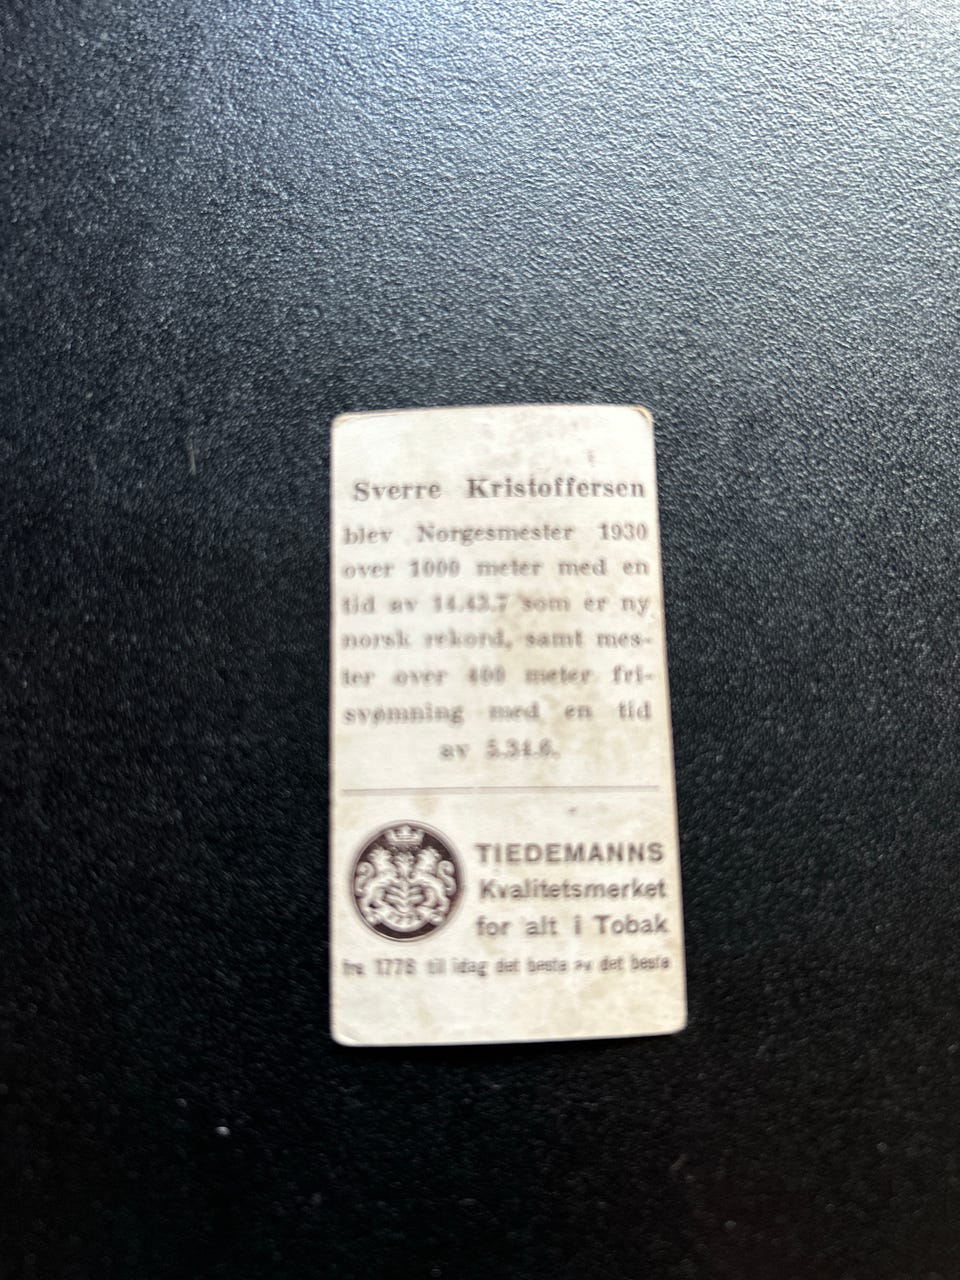 Sverre Kristoffersen
blev Norgesmester 1930
over 1000 meter med en
tid av 14.43.7 som er ny
norsk rekord, samt mes-
ter over 400 meter fri-
svømning med en tid
av 5.34.6.
TIEDEMANNS
Kvalitetsmerket
for alt i Tobak
fra 1778 til idag det beste av det beste